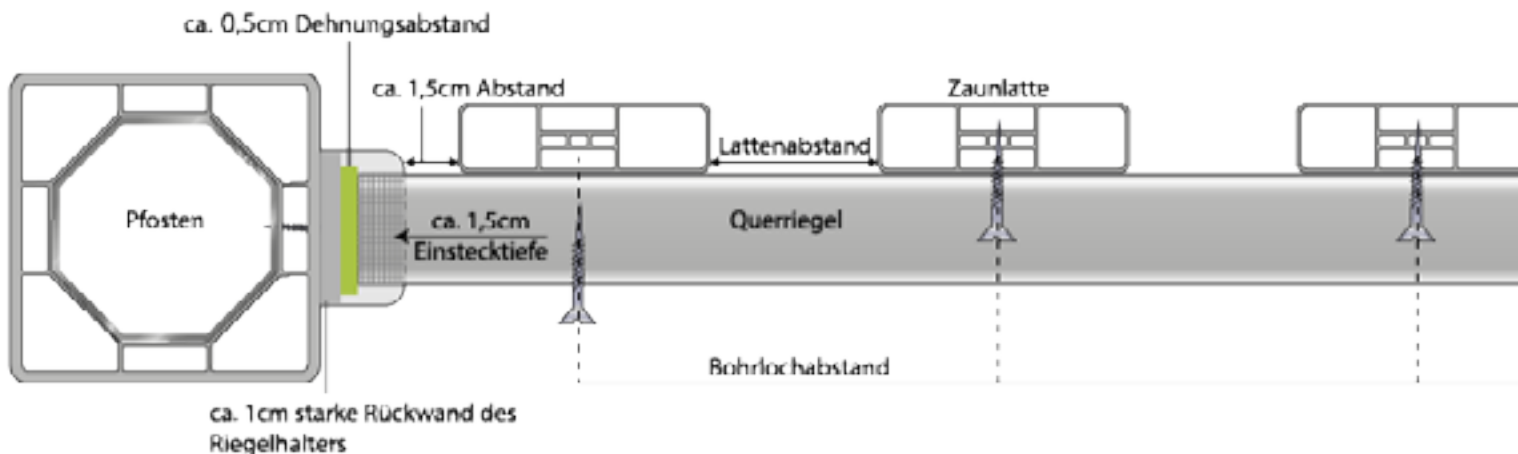 ca. 0,5cm Dehnungsabstand
ca. 1,5cm Abstand
Zaunlatte
Lattenabstand
Pfosten
ca. 1,5cm
Einstecktiefe
Querriegel
Bohrlochabstand
ca. 1cm starke Rückwand des
Riegelhalters